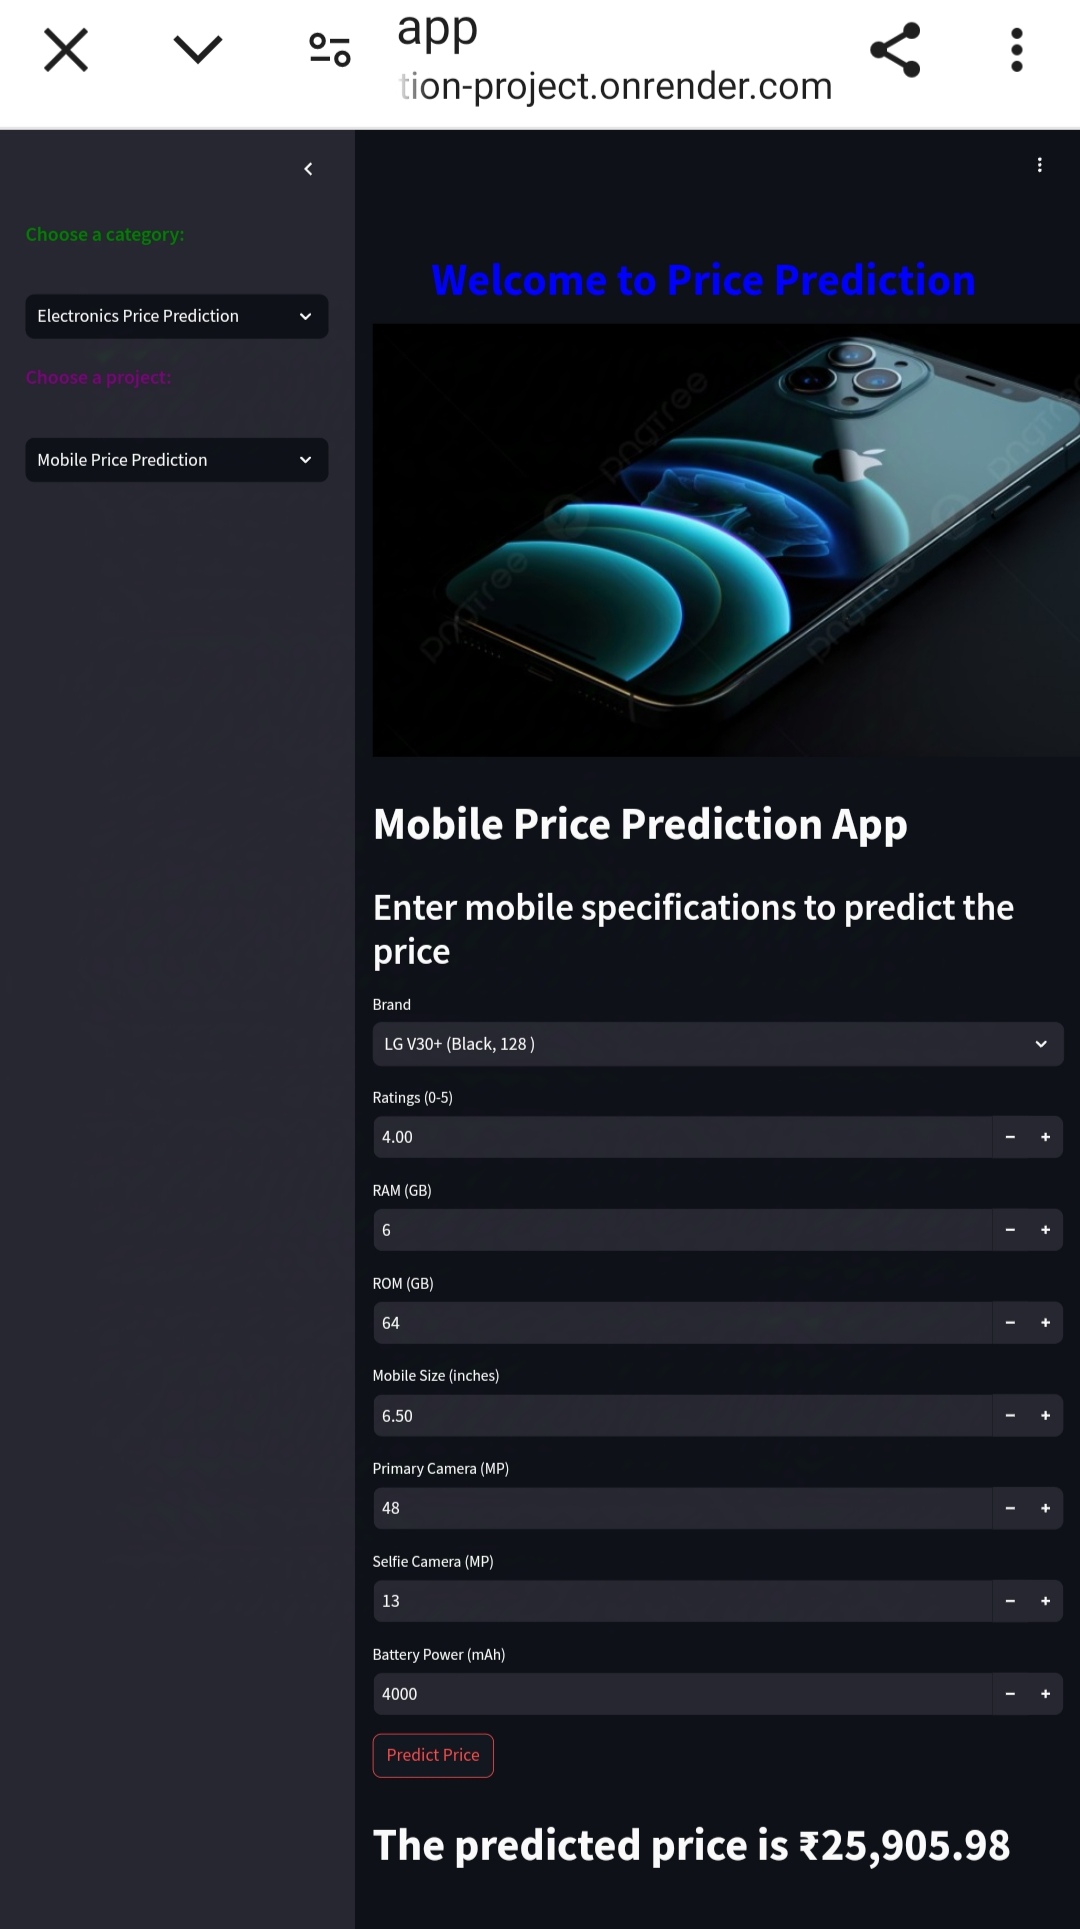 app
tion-project.onrender.com
Choose a category:
Electronics Price Prediction
Choose a project:
Mobile Price Prediction
Welcome to Price Prediction
pngtree
pngtree
pngtree
Mobile Price Prediction App
Enter mobile specifications to predict the
price
Brand
LG V30+ (Black, 128 )
Ratings (0-5)
4.00
RAM (GB)
6
ROM (GB)
64
Mobile Size (inches)
6.50
Primary Camera (MP)
48
Selfie Camera (MP)
13
Battery Power (mAh)
4000
Predict Price
The predicted price is ₹25,905.98